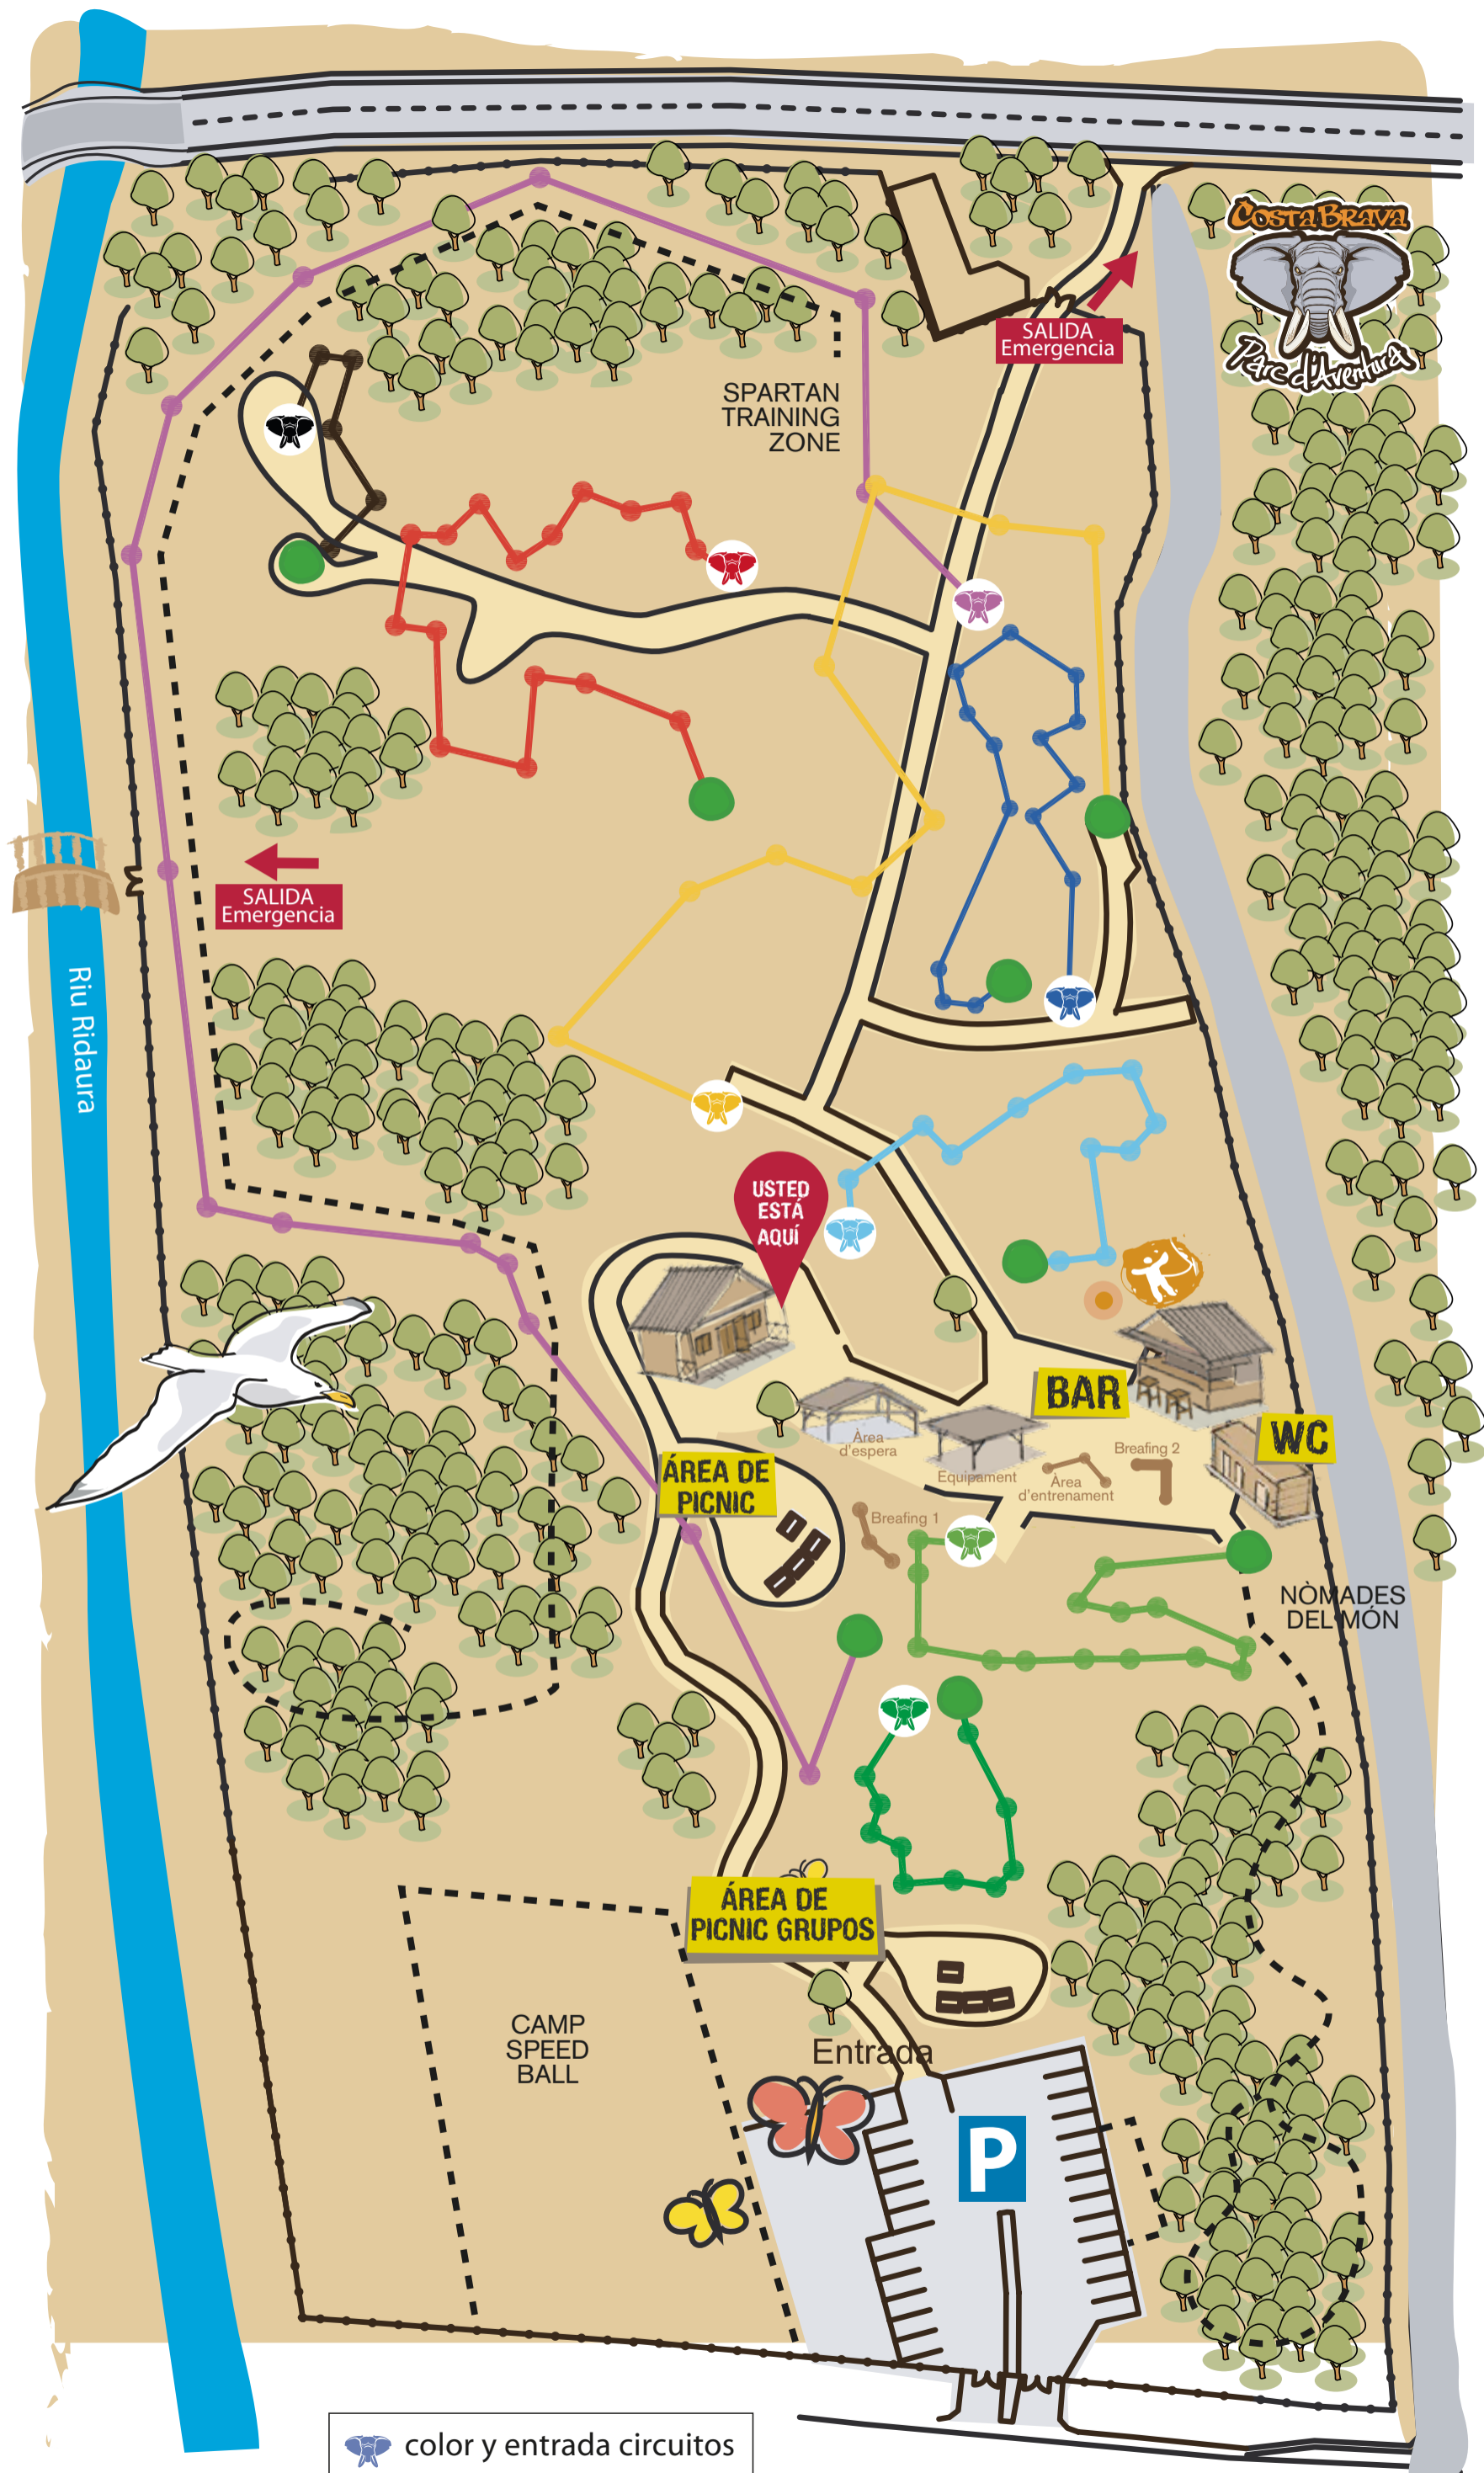 COSTA BRAVA
Parc d'Aventura
SALIDA
Emergencia
SPARTAN
TRAINING
ZONE
SALIDA
Emergencia
Riu Ridaura
USTED
ESTÁ
AQUÍ
BAR
WC
Àrea
d'espera
Equipament
Àrea
d'entrenament
Breafing 2
ÁREA DE
PICNIC
Breafing 1
NÒMADES
DEL MÓN
ÁREA DE
PICNIC GRUPOS
CAMP
SPEED
BALL
Entrada
P
color y entrada circuitos